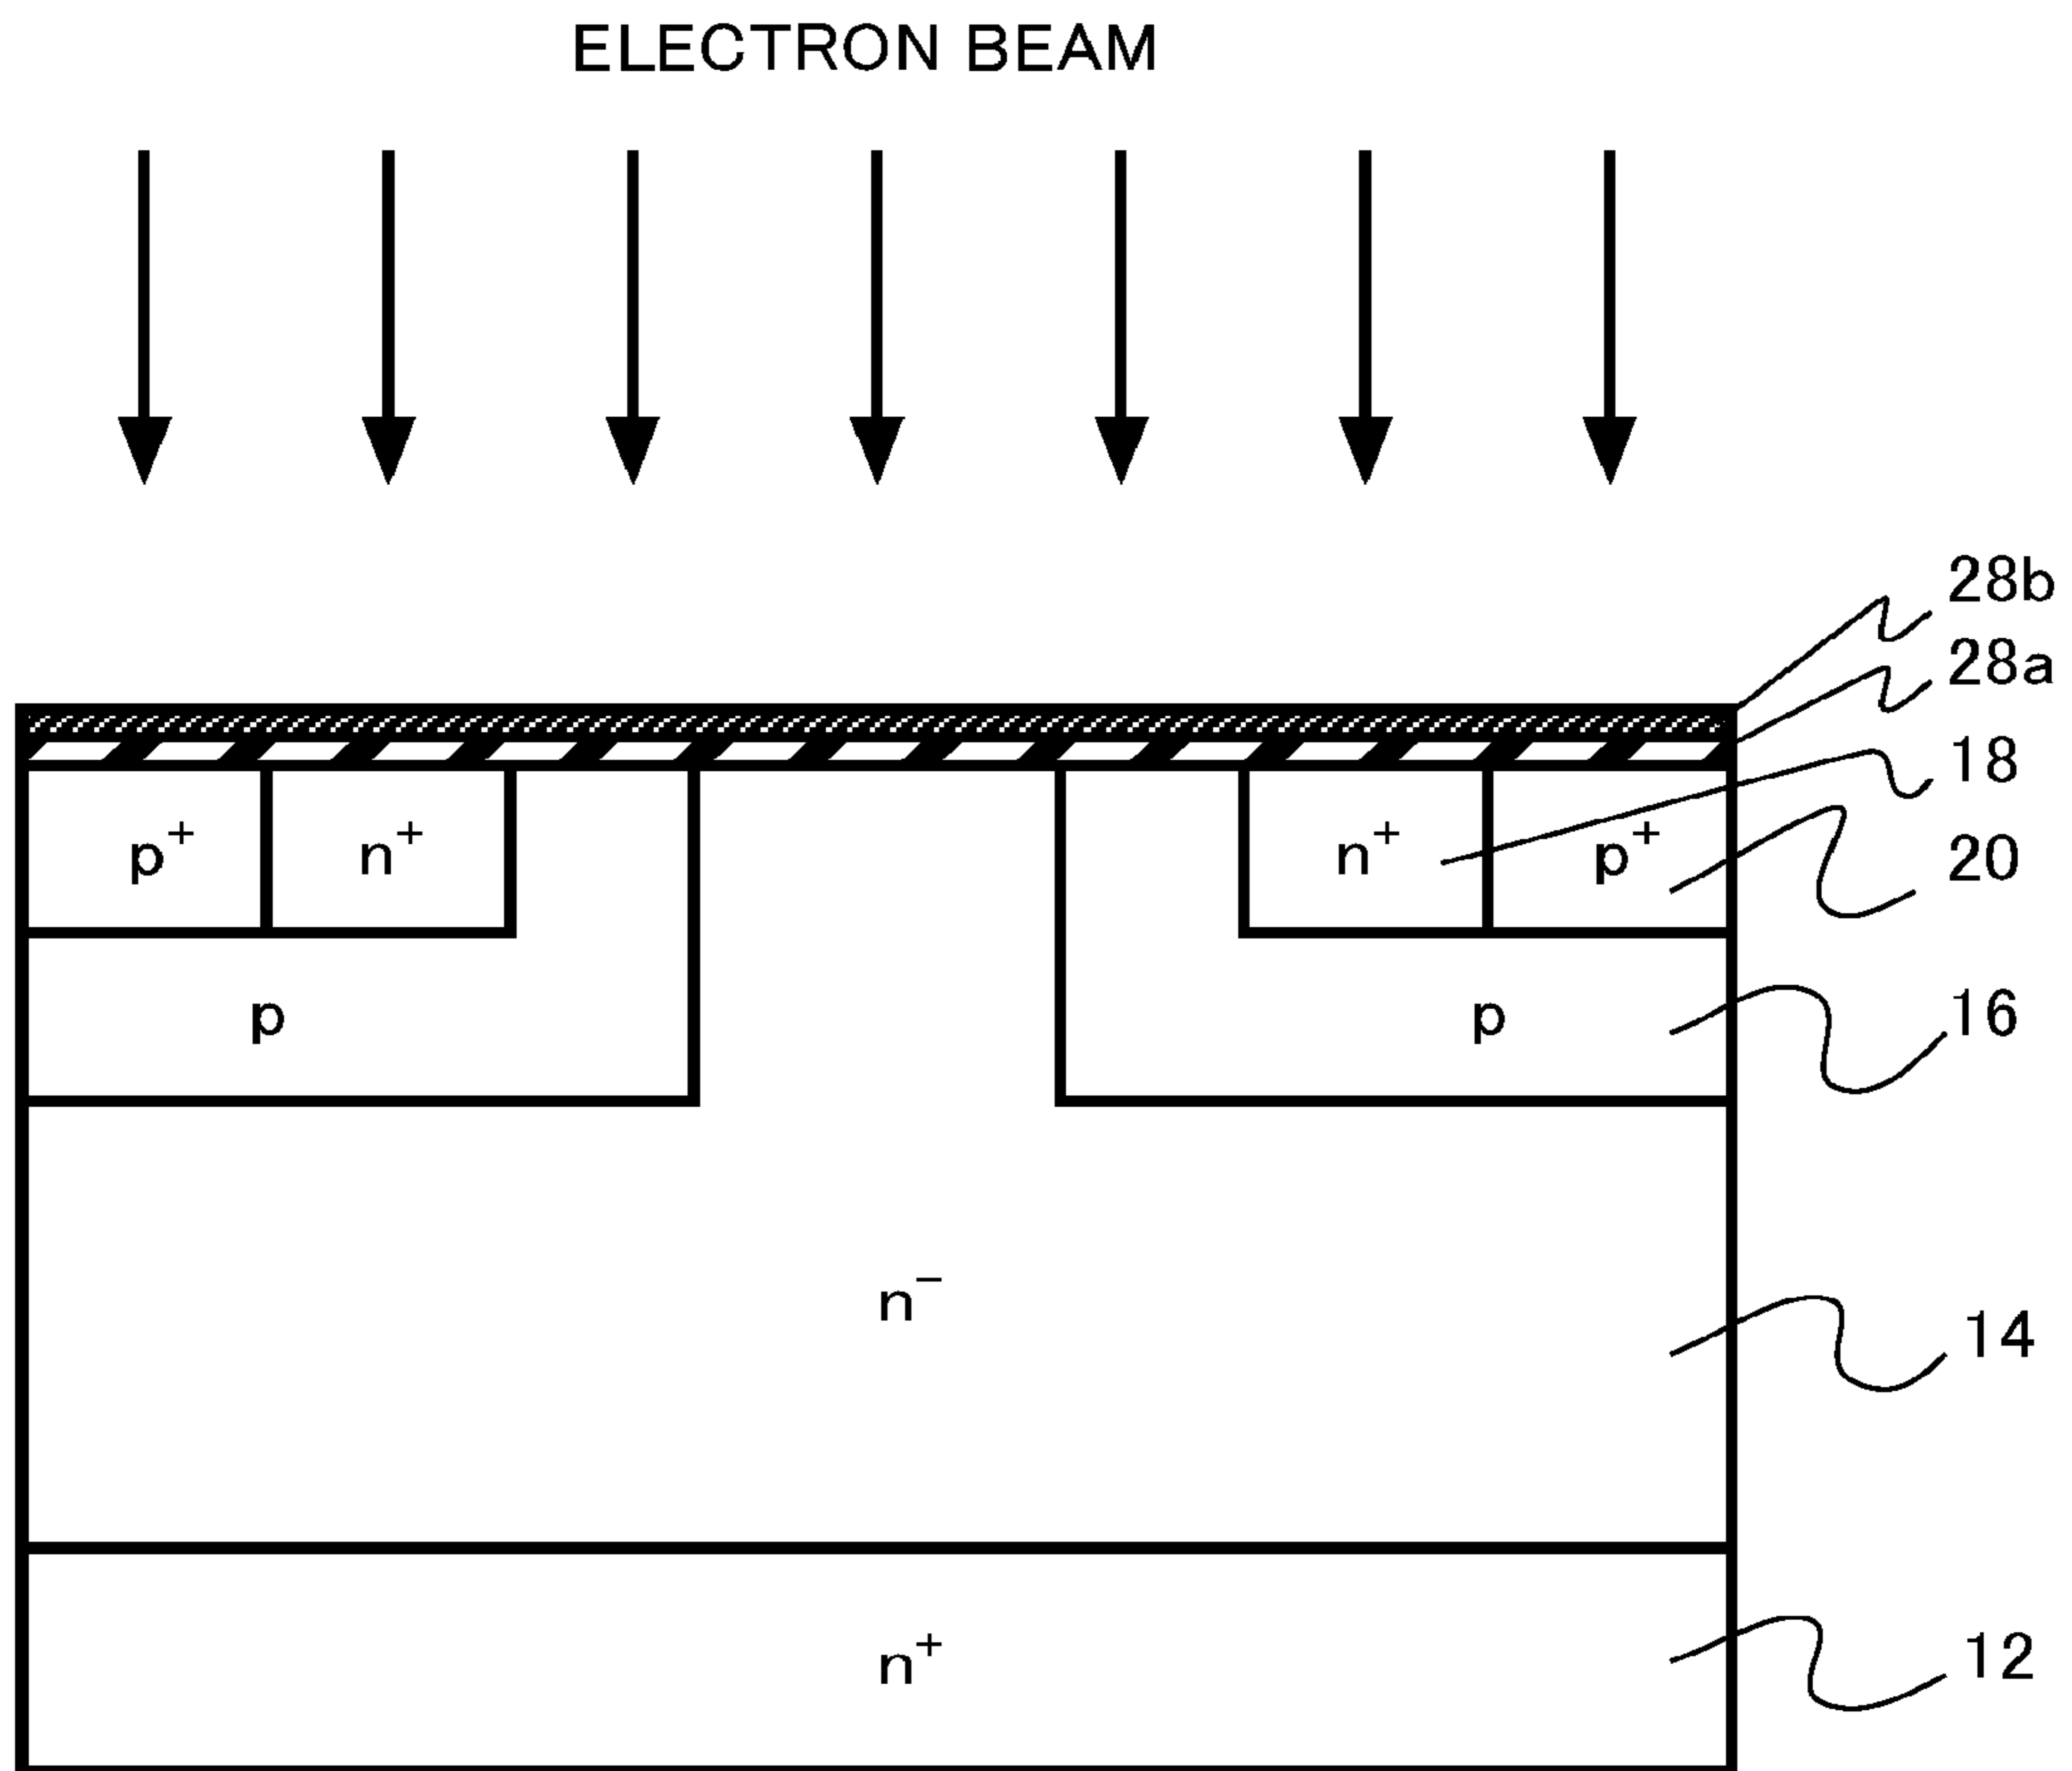 ELECTRON BEAM
28b
28a
18
p⁺ n⁺ n⁺ p⁺ 20
p p 16
n⁻ 14
n⁺ 12